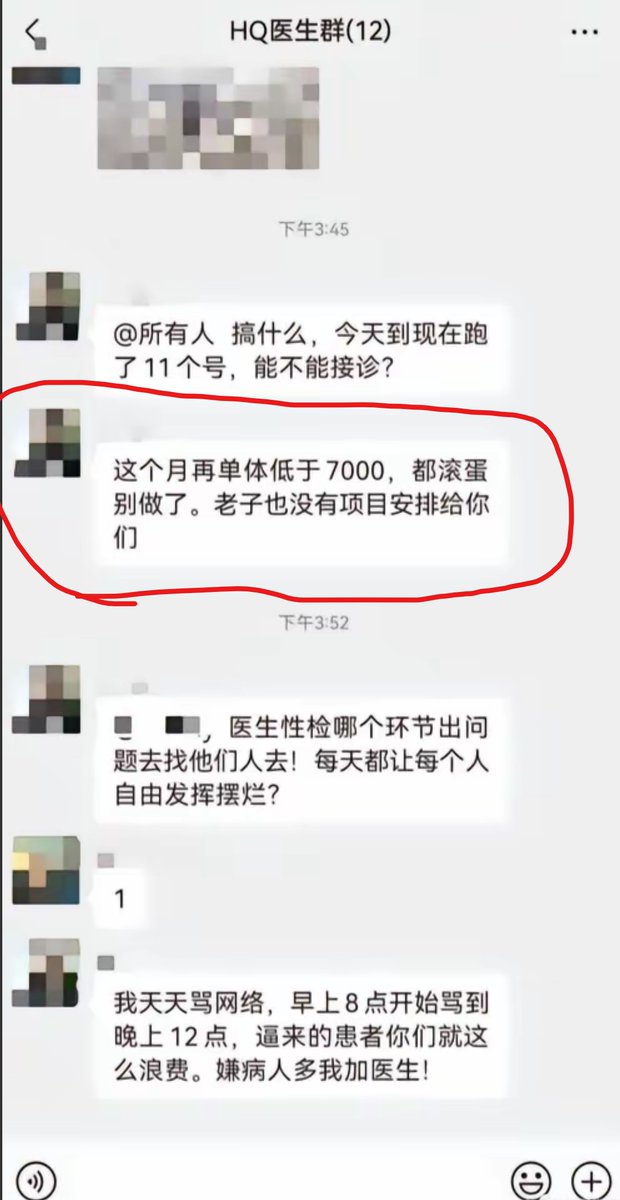 HQ医生群(12)
下午3:45
@所有人 搞什么，今天到现在跑
了11个号，能不能接诊？
这个月再单体低于7000，都滚蛋
别做了。老子也没有项目安排给你
们
下午3:52
，医生性检哪个环节出问
题去找他们人去！每天都让每个人
自由发挥摆烂？
1
我天天骂网络，早上8点开始骂到
晚上12点，逼来的患者你们就这
么浪费。嫌病人多我加医生！